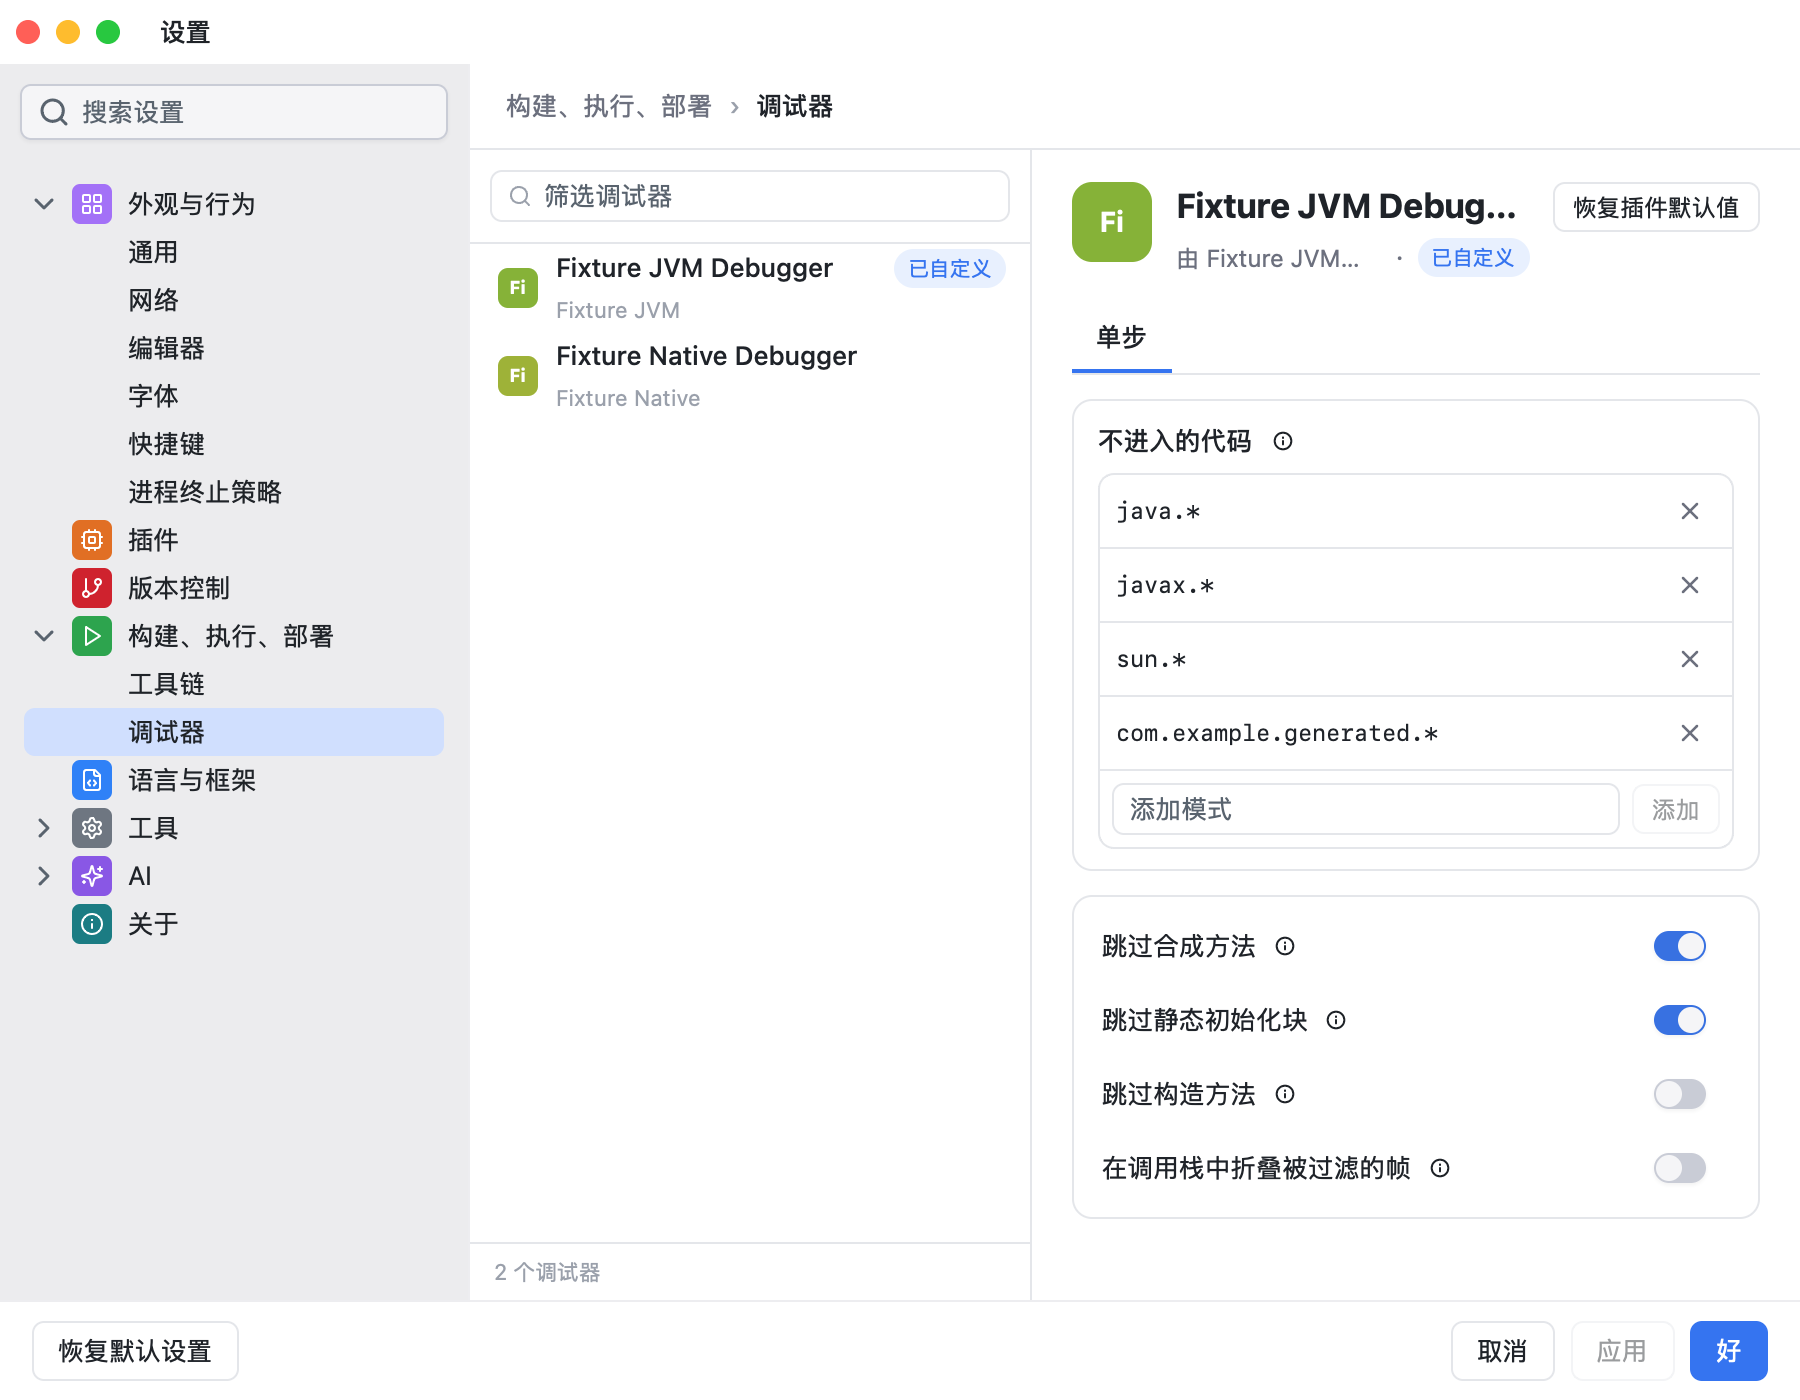 设置
搜索设置
外观与行为
通用
网络
编辑器
字体
快捷键
进程终止策略
插件
版本控制
构建、执行、部署
工具链
调试器
语言与框架
工具
AI
关于
构建、执行、部署 › 调试器
筛选调试器
Fi
Fixture JVM Debugger
已自定义
Fixture JVM
Fi
Fixture Native Debugger
Fixture Native
2 个调试器
Fi
Fixture JVM Debug...
恢复插件默认值
由 Fixture JVM... · 已自定义
单步
不进入的代码
java.*
javax.*
sun.*
com.example.generated.*
添加模式
添加
跳过合成方法
跳过静态初始化块
跳过构造方法
在调用栈中折叠被过滤的帧
恢复默认设置
取消
应用
好